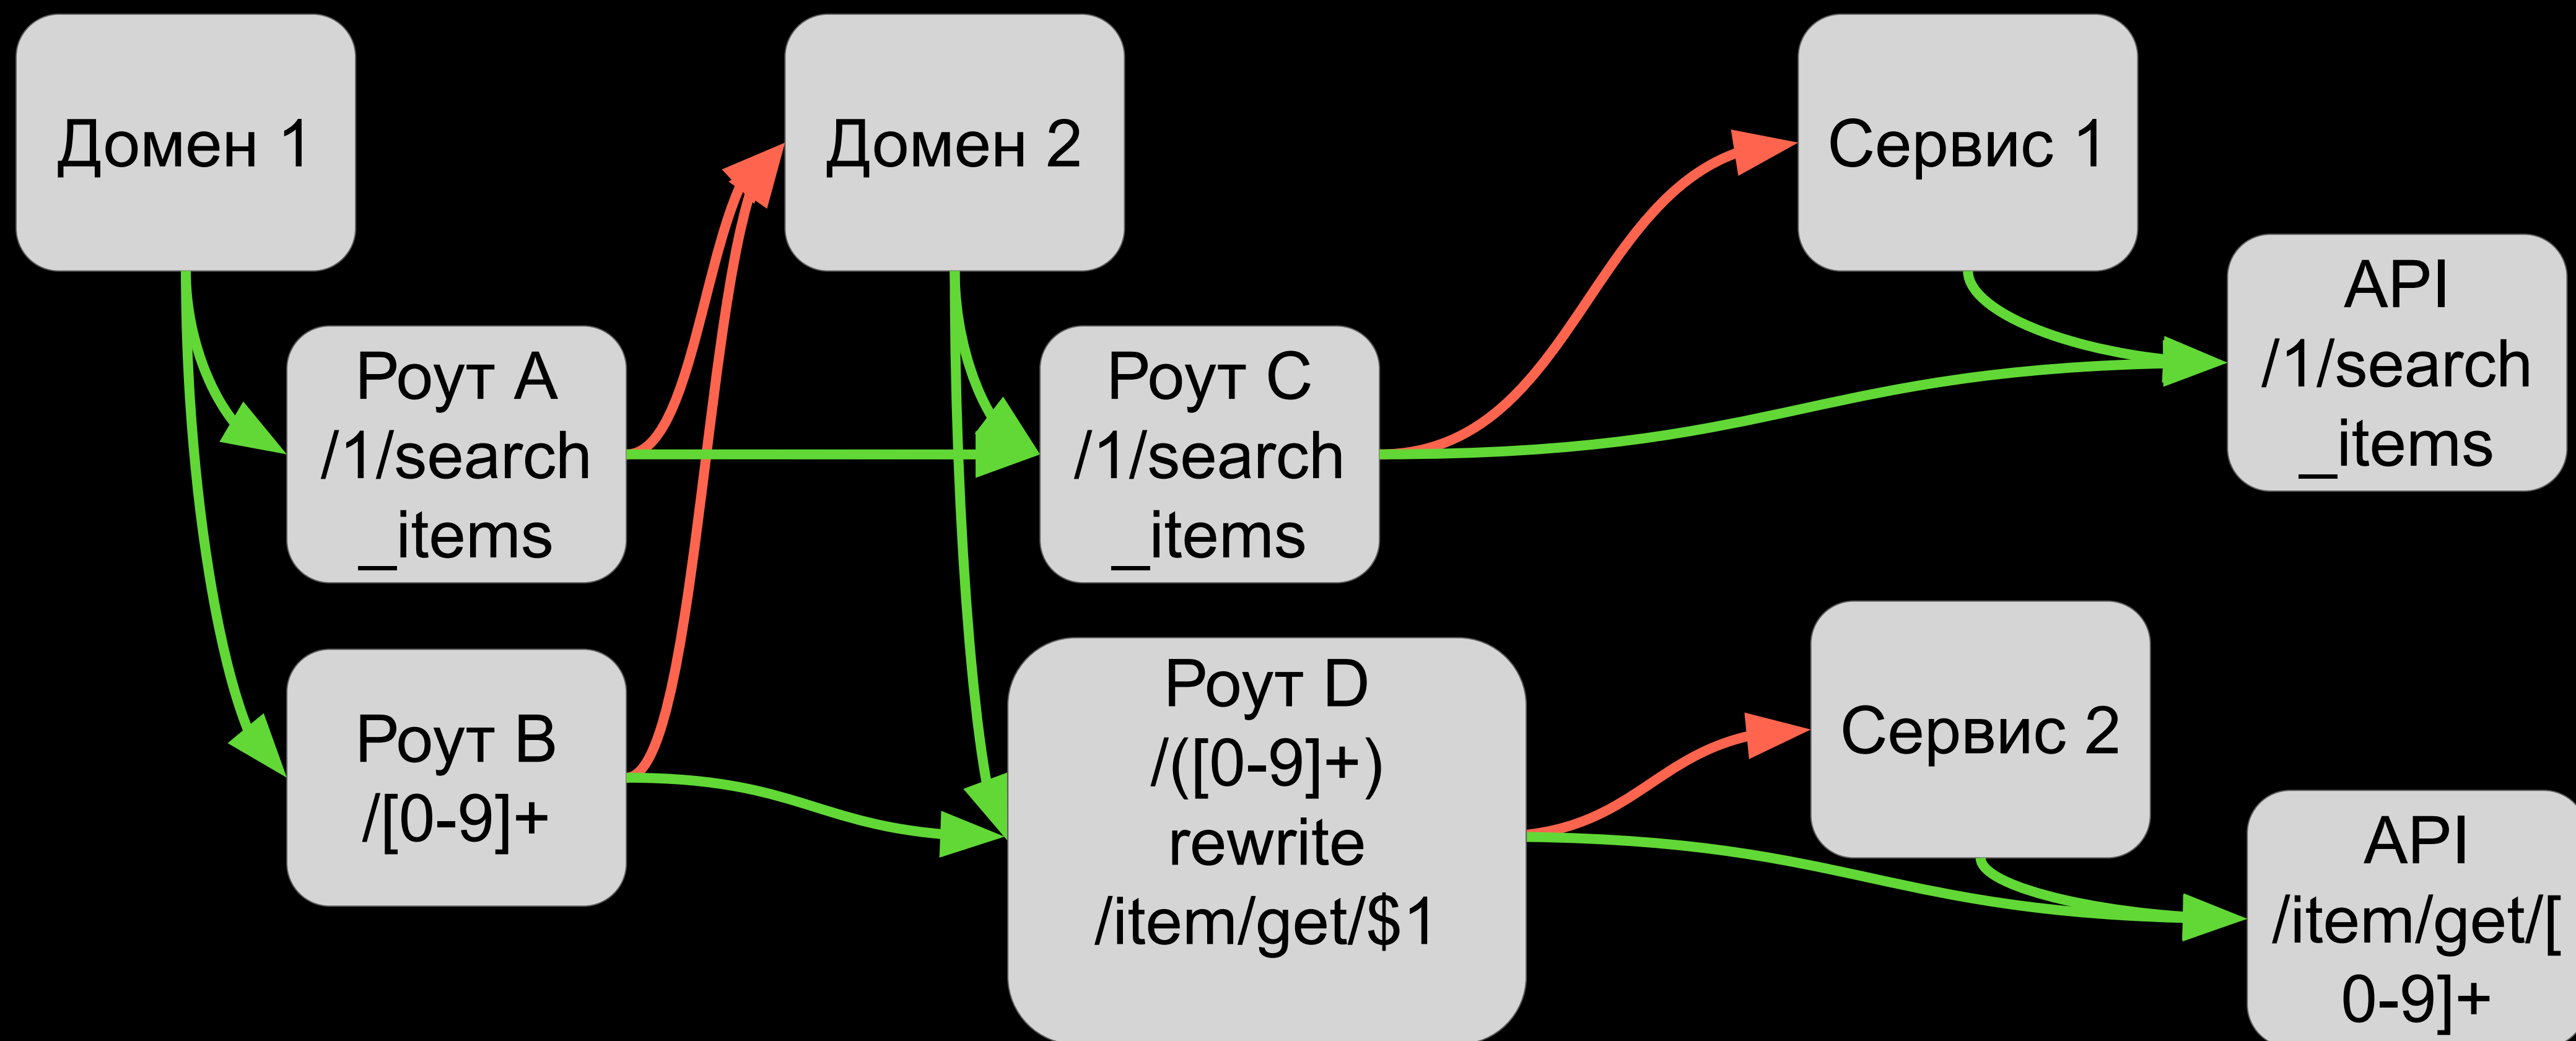 Домен 1
Домен 2
Сервис 1
Роут A
/1/search
_items
Роут C
/1/search
_items
API
/1/search
_items
Роут B
/[0-9]+
Роут D
/([0-9]+)
rewrite
/item/get/$1
Сервис 2
API
/item/get/[
0-9]+